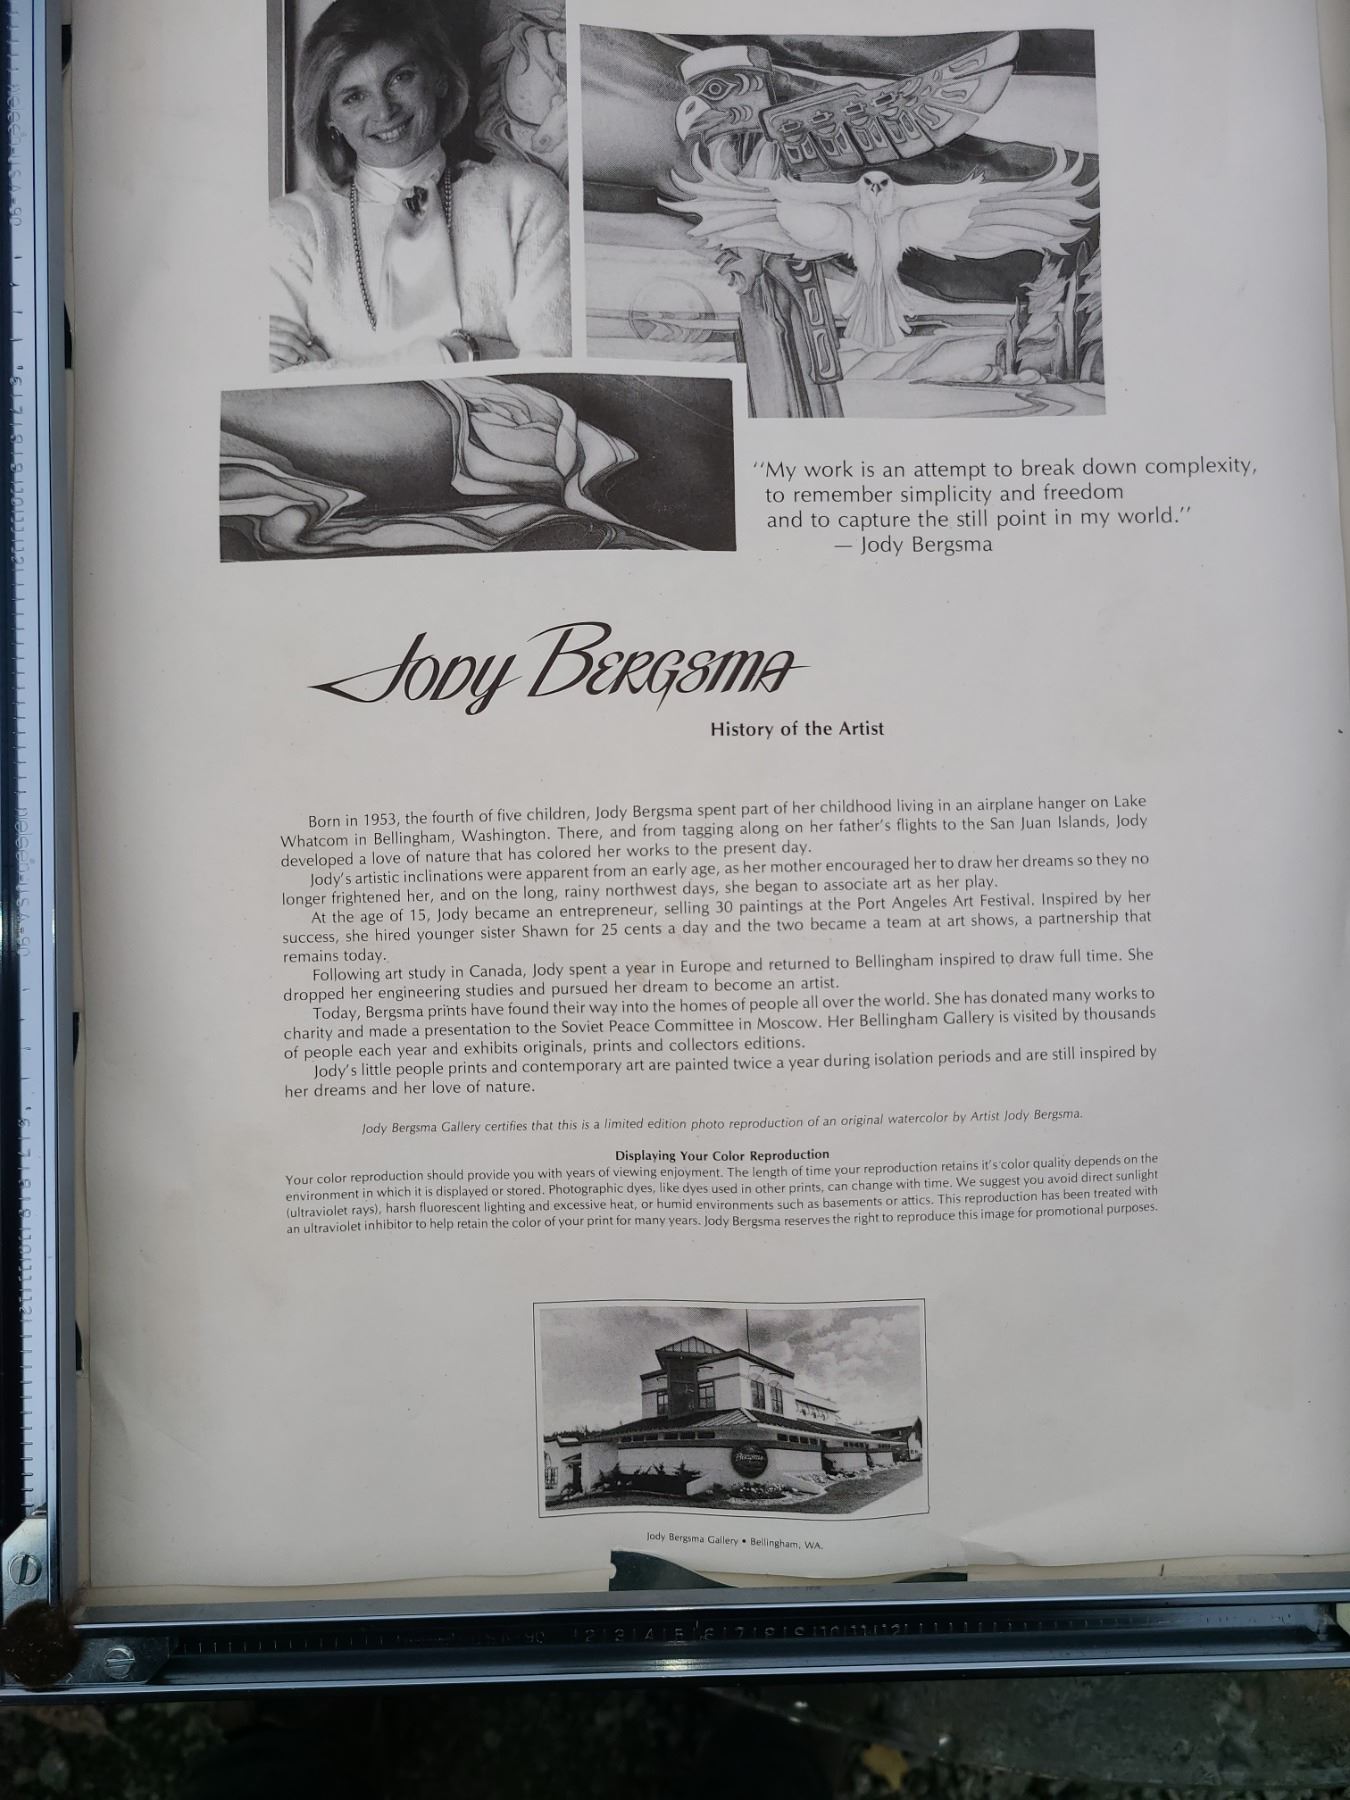 "My work is an attempt to break down complexity,
to remember simplicity and freedom
and to capture the still point in my world."
— Jody Bergsma
Jody Bergsma
History of the Artist
Born in 1953, the fourth of five children, Jody Bergsma spent part of her childhood living in an airplane hanger on Lake
Whatcom in Bellingham, Washington. There, and from tagging along on her father's flights to the San Juan Islands, Jody
developed a love of nature that has colored her works to the present day.
Jody's artistic inclinations were apparent from an early age, as her mother encouraged her to draw her dreams so they no
longer frightened her, and on the long, rainy northwest days, she began to associate art as her play.
At the age of 15, Jody became an entrepreneur, selling 30 paintings at the Port Angeles Art Festival. Inspired by her
success, she hired younger sister Shawn for 25 cents a day and the two became a team at art shows, a partnership that
remains today.
Following art study in Canada, Jody spent a year in Europe and returned to Bellingham inspired to draw full time. She
dropped her engineering studies and pursued her dream to become an artist.
Today, Bergsma prints have found their way into the homes of people all over the world. She has donated many works to
charity and made a presentation to the Soviet Peace Committee in Moscow. Her Bellingham Gallery is visited by thousands
of people each year and exhibits originals, prints and collectors editions.
Jody's little people prints and contemporary art are painted twice a year during isolation periods and are still inspired by
her dreams and her love of nature.
Jody Bergsma Gallery certifies that this is a limited edition photo reproduction of an original watercolor by Artist Jody Bergsma.
Displaying Your Color Reproduction
Your color reproduction should provide you with years of viewing enjoyment. The length of time your reproduction retains it's color quality depends on the
environment in which it is displayed or stored. Photographic dyes, like dyes used in other prints, can change with time. We suggest you avoid direct sunlight
(ultraviolet rays), harsh fluorescent lighting and excessive heat, or humid environments such as basements or attics. This reproduction has been treated with
an ultraviolet inhibitor to help retain the color of your print for many years. Jody Bergsma reserves the right to reproduce this image for promotional purposes.
Bergsma
Jody Bergsma Gallery • Bellingham, WA.